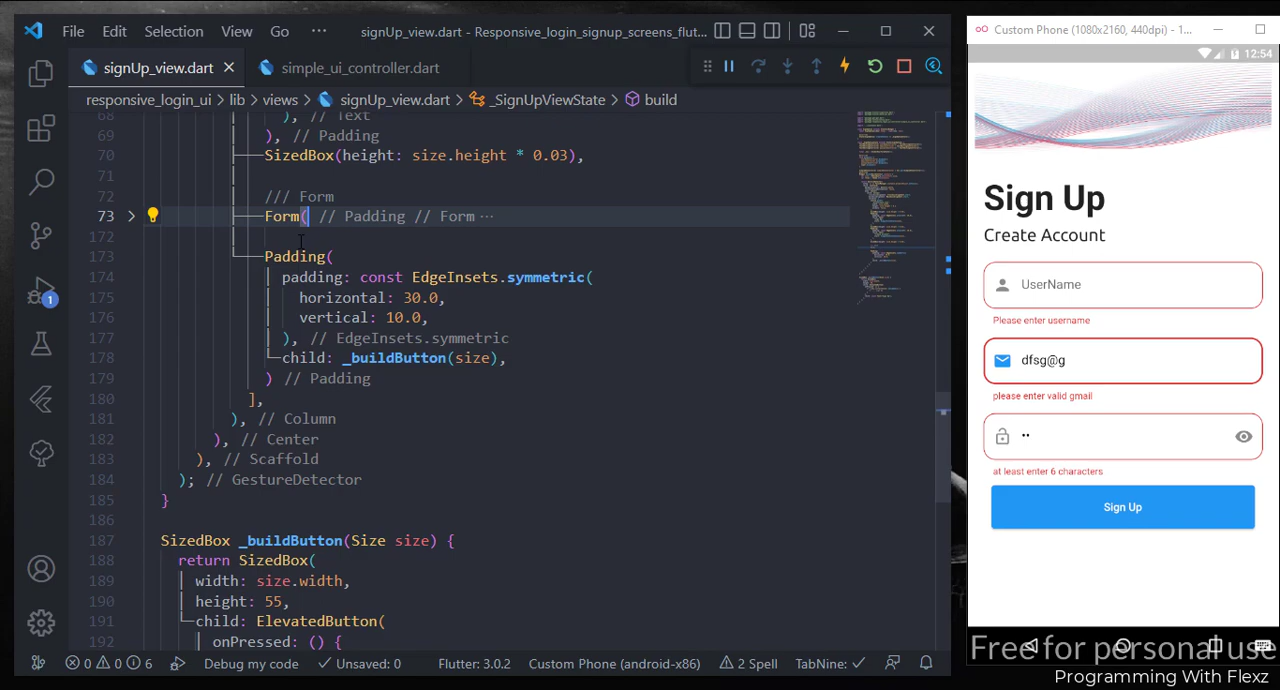 File Edit Selection View Go ··· signUp_view.dart - Responsive_login_signup_screens_flut...
signUp_view.dart simple_ui_controller.dart
responsive_login_ui > lib > views > signUp_view.dart > _SignUpViewState > build
68 ), // Text
69 ), // Padding
70 SizedBox(height: size.height * 0.03),
71
72 /// Form
73 Form( // Padding // Form ···
172
173 Padding(
174 padding: const EdgeInsets.symmetric(
175 horizontal: 30.0,
176 vertical: 10.0,
177 ), // EdgeInsets.symmetric
178 child: _buildButton(size),
179 ) // Padding
180 ],
181 ), // Column
182 ), // Center
183 ), // Scaffold
184 ); // GestureDetector
185 }
186
187 SizedBox _buildButton(Size size) {
188 return SizedBox(
189 width: size.width,
190 height: 55,
191 child: ElevatedButton(
192 onPressed: () {
1
0 0 6 Debug my code Unsaved: 0 Flutter: 3.0.2 Custom Phone (android-x86) 2 Spell TabNine:
Custom Phone (1080x2160, 440dpi) - 1...
12:54
Sign Up
Create Account
UserName
Please enter username
dfsg@g
please enter valid gmail
••
at least enter 6 characters
Sign Up
Free for personal use
Programming With Flexz